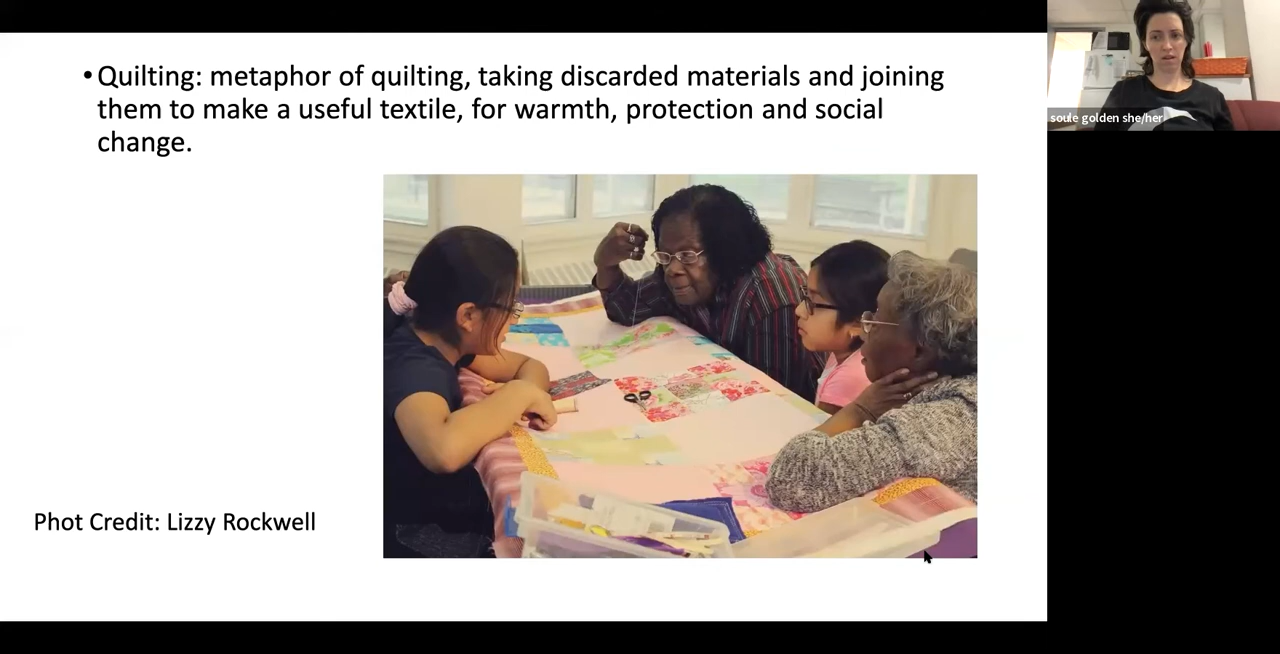 • Quilting: metaphor of quilting, taking discarded materials and joining
them to make a useful textile, for warmth, protection and social
change.
Phot Credit: Lizzy Rockwell
soule golden she/her